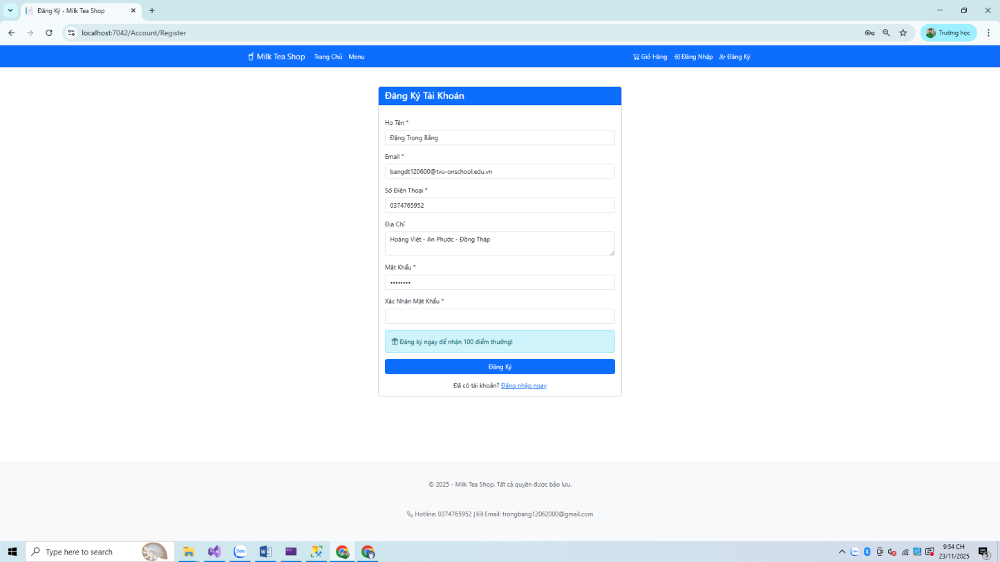 Đăng Ký - Milk Tea Shop
localhost:7042/Account/Register
Trường học
Milk Tea Shop Trang Chủ Menu Giỏ Hàng Đăng Nhập Đăng Ký
Đăng Ký Tài Khoản
Họ Tên *
Đặng Trọng Bằng
Email *
bangdt120600@tvu-onschool.edu.vn
Số Điện Thoại *
0374765952
Địa Chỉ
Hoàng Việt - An Phước - Đồng Tháp
Mật Khẩu *
••••••••
Xác Nhận Mật Khẩu *
Đăng ký ngay để nhận 100 điểm thưởng!
Đăng Ký
Đã có tài khoản? Đăng nhập ngay
© 2025 - Milk Tea Shop. Tất cả quyền được bảo lưu.
Hotline: 0374765952 | Email: trongbang12062000@gmail.com
Type here to search
Zalo
9:54 CH
23/11/2025
5